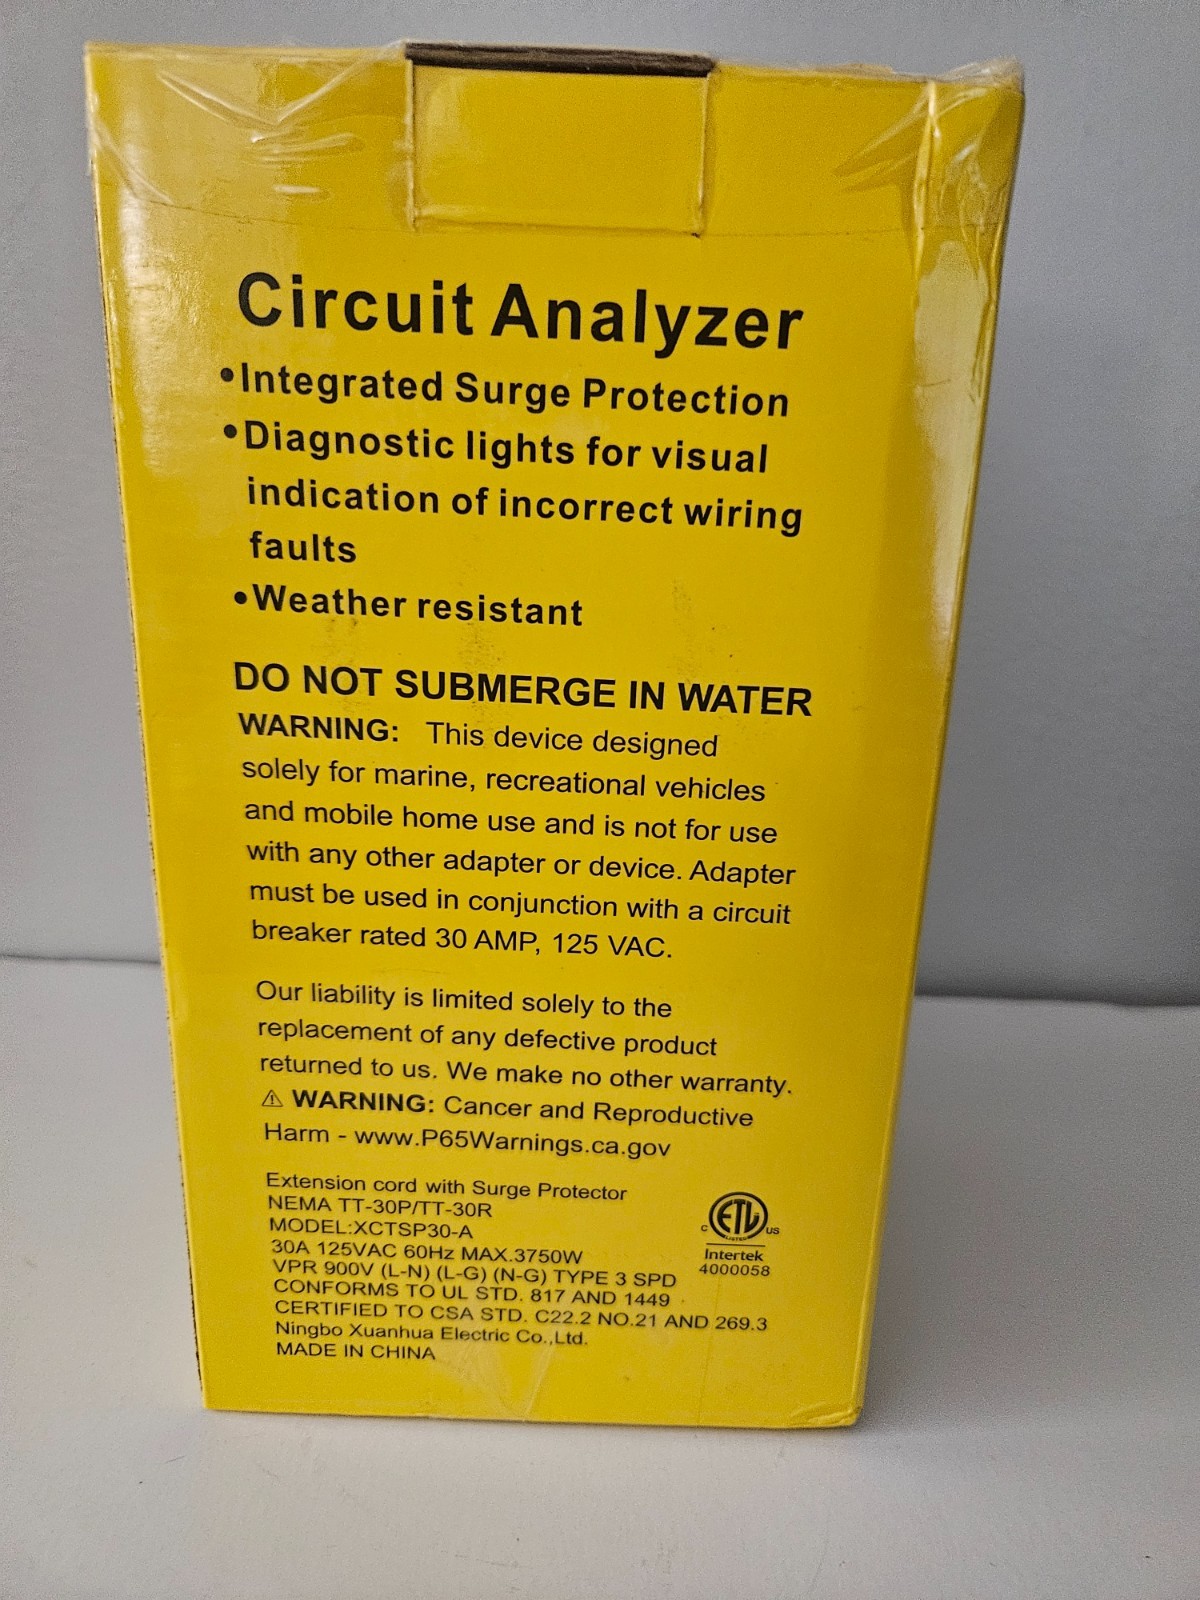 Circuit Analyzer
•Integrated Surge Protection
•Diagnostic lights for visual
indication of incorrect wiring
faults
•Weather resistant
DO NOT SUBMERGE IN WATER
WARNING: This device designed
solely for marine, recreational vehicles
and mobile home use and is not for use
with any other adapter or device. Adapter
must be used in conjunction with a circuit
breaker rated 30 AMP, 125 VAC.
Our liability is limited solely to the
replacement of any defective product
returned to us. We make no other warranty.
⚠ WARNING: Cancer and Reproductive
Harm - www.P65Warnings.ca.gov
Extension cord with Surge Protector
NEMA TT-30P/TT-30R
MODEL:XCTSP30-A
30A 125VAC 60Hz MAX.3750W
VPR 900V (L-N) (L-G) (N-G) TYPE 3 SPD
CONFORMS TO UL STD. 817 AND 1449
CERTIFIED TO CSA STD. C22.2 NO.21 AND 269.3
Ningbo Xuanhua Electric Co.,Ltd.
MADE IN CHINA
C ETL US
LISTED
Intertek
4000058